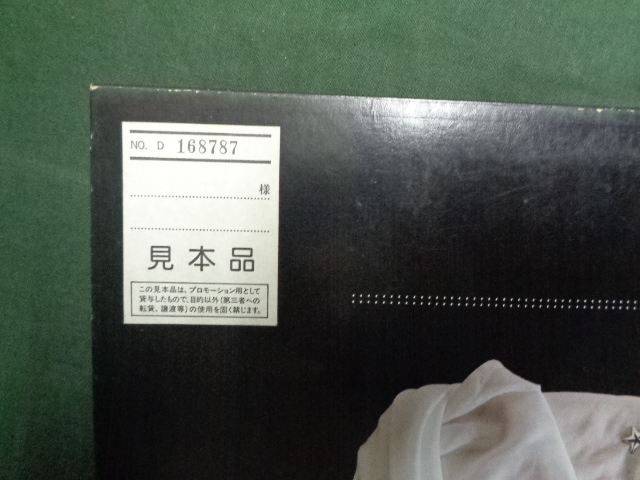 NO. D 168787
様
見本品
この見本品は、プロモーション用として
貸与したもので、目的以外(第三者への
転貸、譲渡等)の使用を固く禁じます。